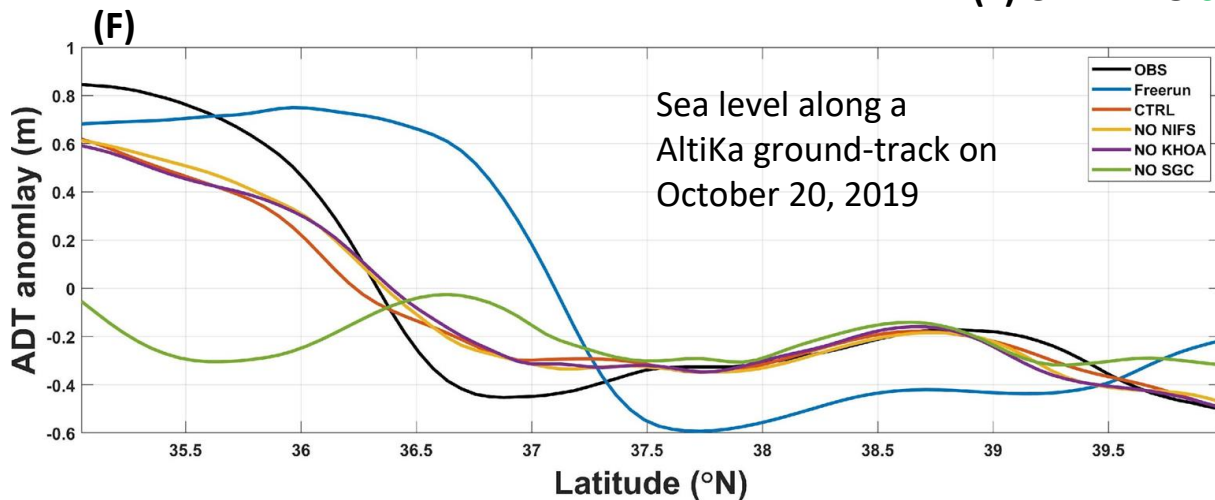 (F)
1
0.8
0.6
0.4
0.2
0
-0.2
-0.4
-0.6
ADT anomlay (m)
Sea level along a
AltiKa ground-track on
October 20, 2019
OBS
Freerun
CTRL
NO NIFS
NO KHOA
NO SGC
35.5 36 36.5 37 37.5 38 38.5 39 39.5
Latitude (°N)